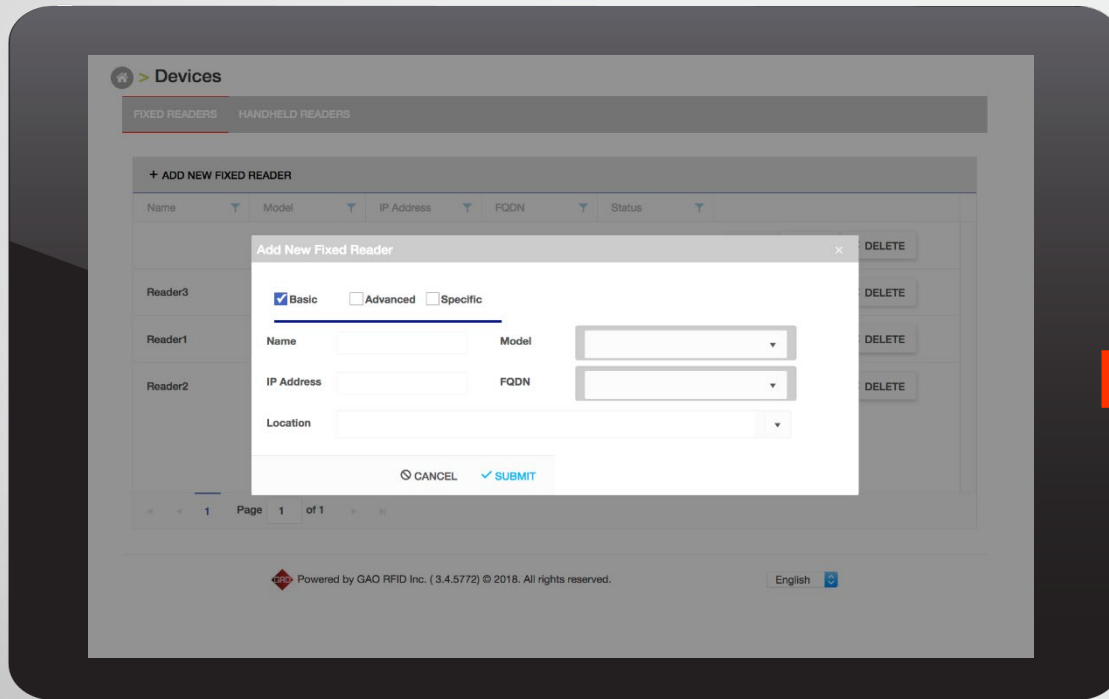 > Devices
FIXED READERS HANDHELD READERS
+ ADD NEW FIXED READER
Name Model IP Address FQDN Status
Add New Fixed Reader ×
DELETE
Reader3 DELETE
Reader1 DELETE
Reader2 DELETE
Basic Advanced Specific
Name Model
IP Address FQDN
Location
CANCEL SUBMIT
1 Page 1 of 1
GAO Powered by GAO RFID Inc. ( 3.4.5772) © 2018. All rights reserved. English